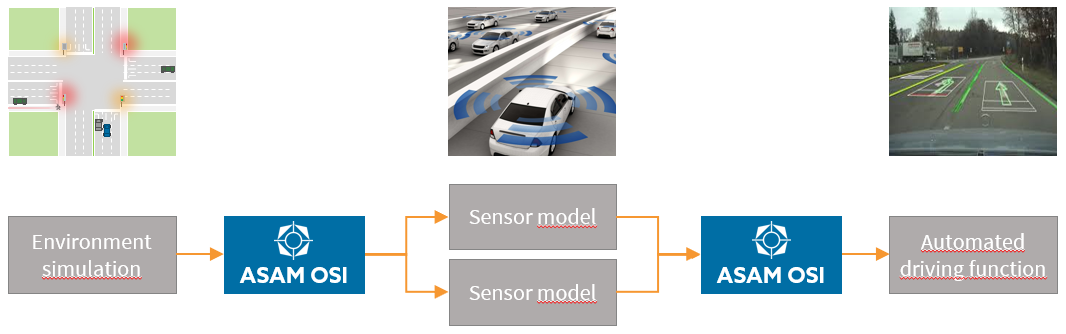 Environment
simulation
ASAM OSI
Sensor model
Sensor model
ASAM OSI
Automated
driving function